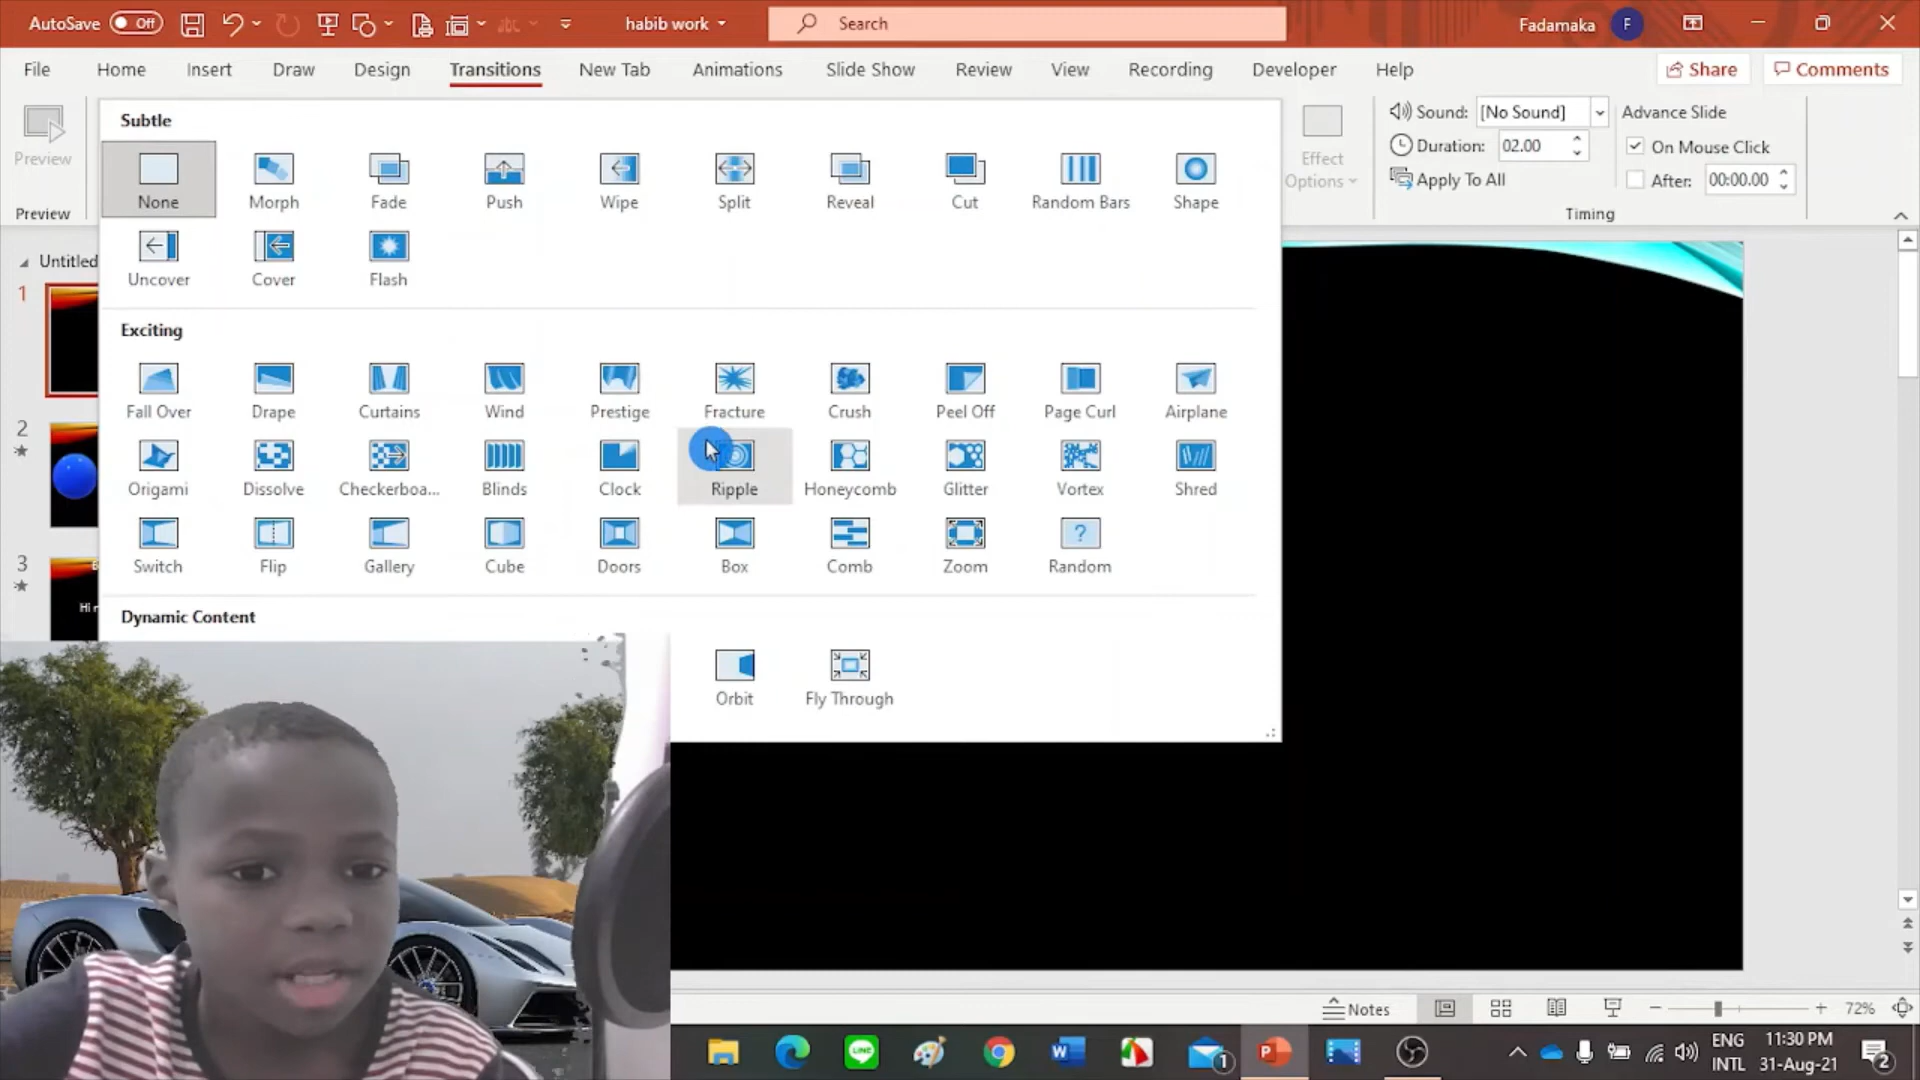 AutoSave Off habib work Search Fadamaka F
File Home Insert Draw Design Transitions New Tab Animations Slide Show Review View Recording Developer Help Share Comments
Preview
Preview
Subtle
None Morph Fade Push Wipe Split Reveal Cut Random Bars Shape
Uncover Cover Flash
Exciting
Fall Over Drape Curtains Wind Prestige Fracture Crush Peel Off Page Curl Airplane
Origami Dissolve Checkerboa... Blinds Clock Ripple Honeycomb Glitter Vortex Shred
Switch Flip Gallery Cube Doors Box Comb Zoom Random
Dynamic Content
Orbit Fly Through
Effect
Options
Sound: [No Sound]
Duration: 02.00
Apply To All
Advance Slide
On Mouse Click
After: 00:00.00
Timing
Untitled
1
2
3
Notes 72%
1
ENG
INTL
11:30 PM
31-Aug-21
2